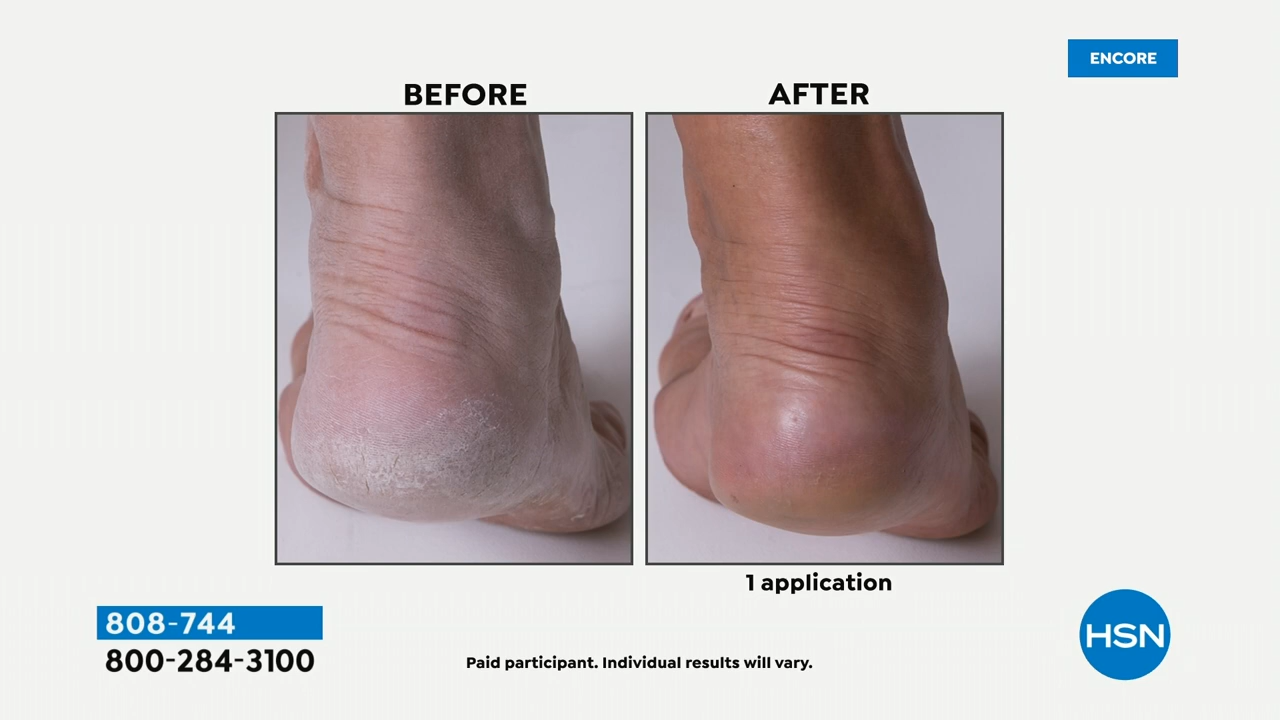 ENCORE
BEFORE
AFTER
1 application
808-744
800-284-3100
Paid participant. Individual results will vary.
HSN